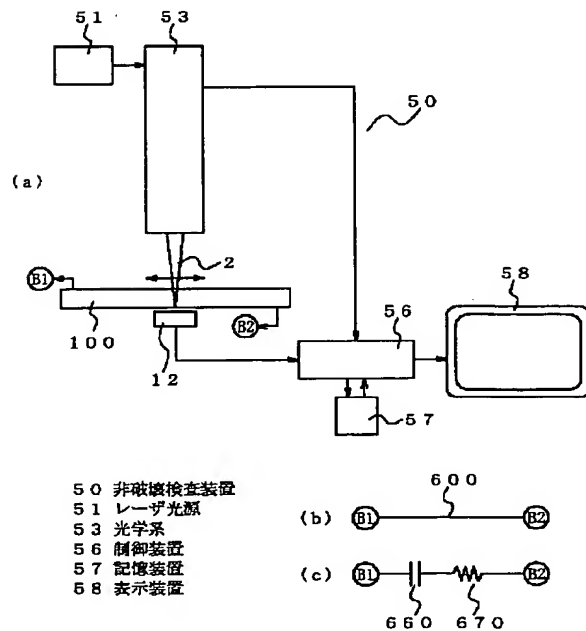 51
53
50
(a)
B1
2
58
100
12
B2
56
57
50 非破壊検査装置
51 レーザ光源
53 光学系
56 制御装置
57 記憶装置
58 表示装置
600
(b) B1 B2
(c) B1 B2
660 670